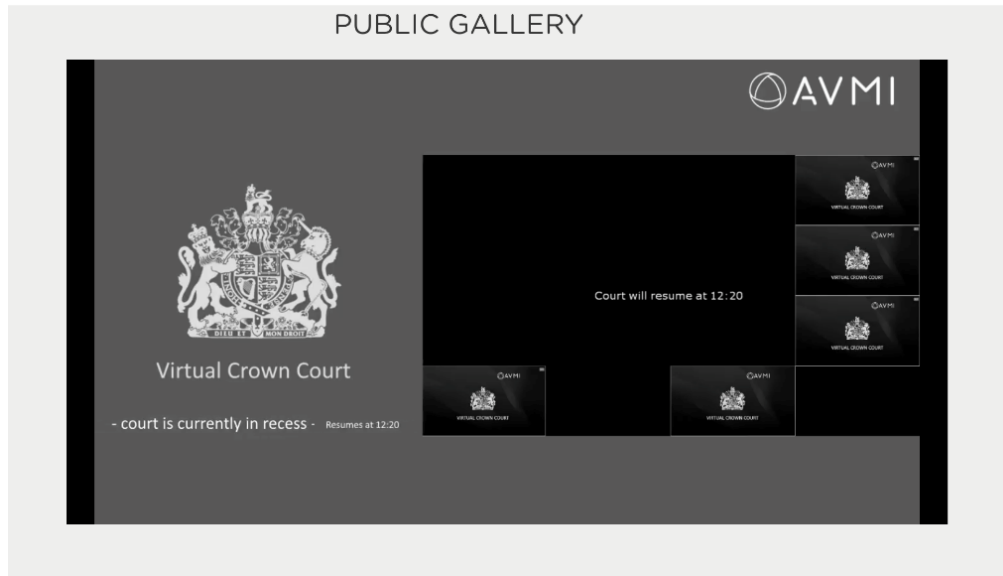 PUBLIC GALLERY
AVMI
AVMI
VIRTUAL CROWN COURT
AVMI
VIRTUAL CROWN COURT
Court will resume at 12:20
AVMI
VIRTUAL CROWN COURT
DIEU ET MON DROIT
Virtual Crown Court
AVMI
VIRTUAL CROWN COURT
AVMI
VIRTUAL CROWN COURT
- court is currently in recess - Resumes at 12:20